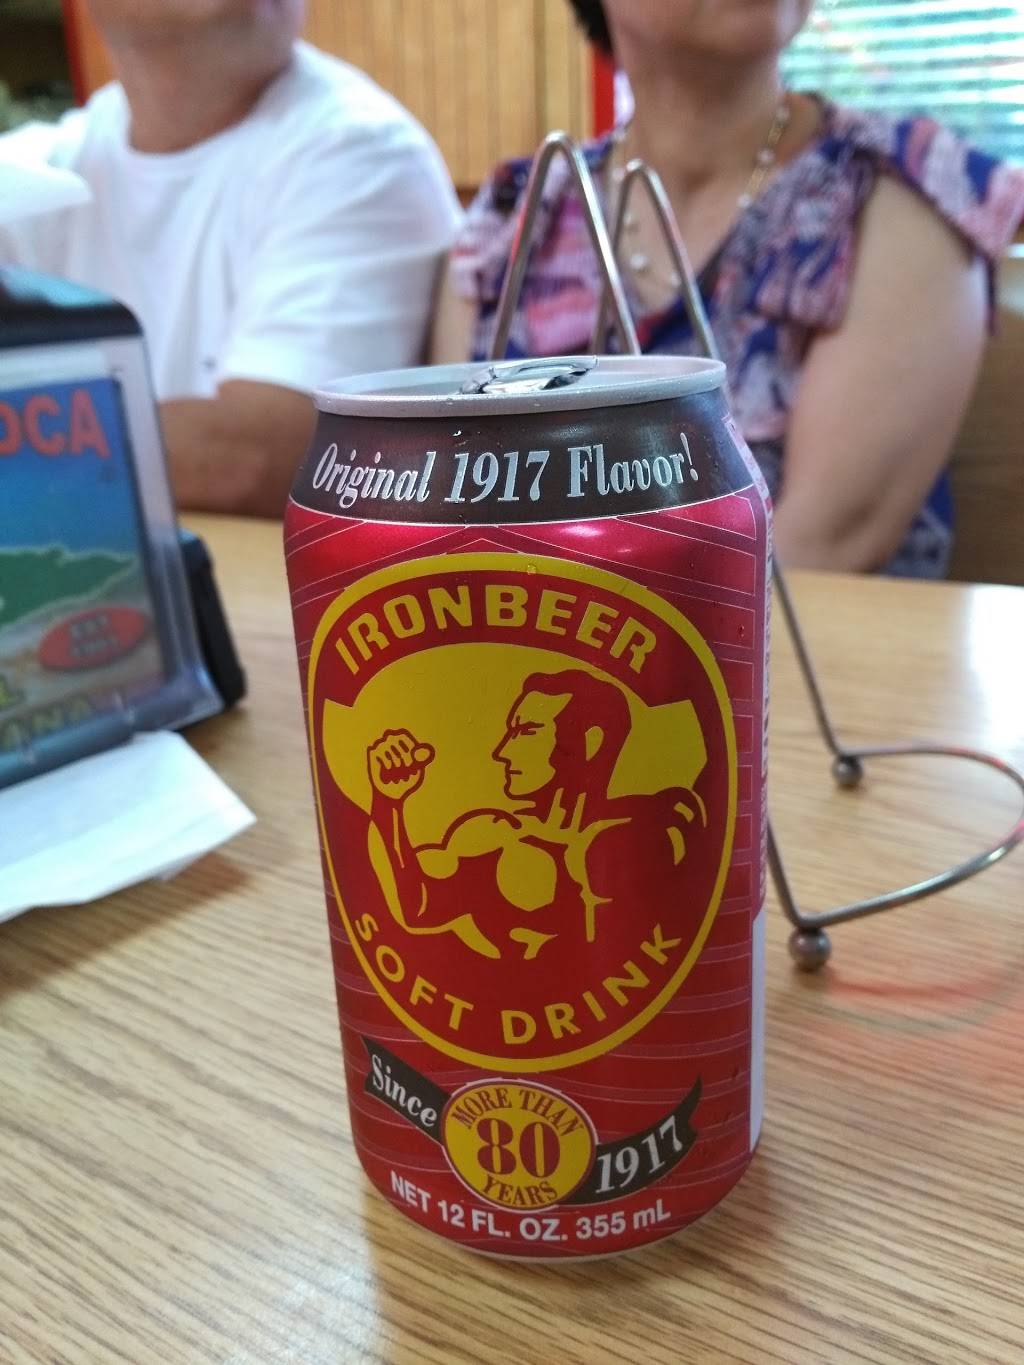 Original 1917 Flavor!
IRONBEER
SOFT DRINK
Since 1917
MORE THAN
80
YEARS
NET 12 FL. OZ. 355 mL
OCA